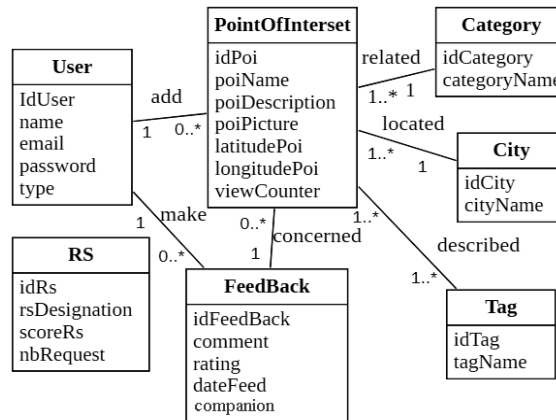 PointOfInterset
idPoi
poiName
poiDescription
poiPicture
latitudePoi
longitudePoi
viewCounter
Category
idCategory
categoryName
User
IdUser
name
email
password
type
add
1
0..*
related
1..*
1
located
1..*
1
City
idCity
cityName
make
1
0..*
0..*
concerned
1
1..*
described
1..*
RS
idRs
rsDesignation
scoreRs
nbRequest
FeedBack
idFeedBack
comment
rating
dateFeed
companion
Tag
idTag
tagName